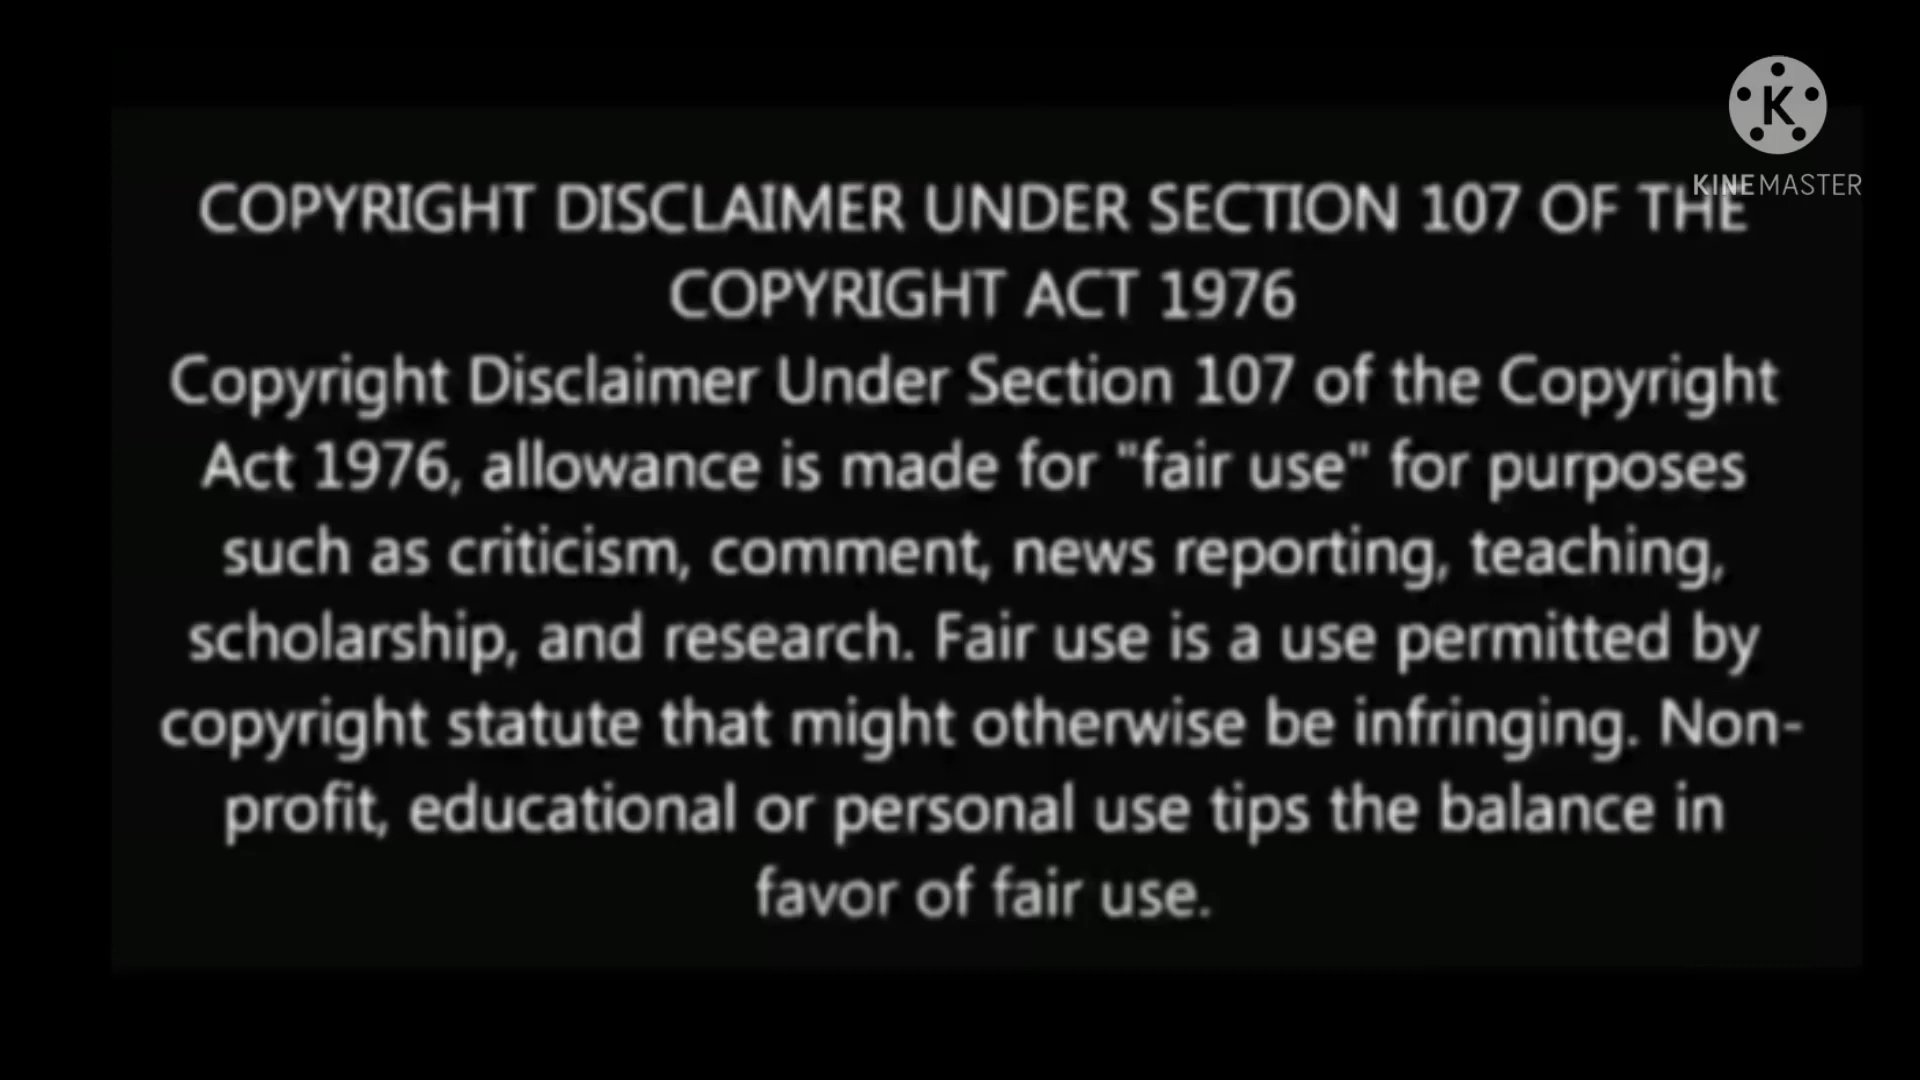 K
KINEMASTER
COPYRIGHT DISCLAIMER UNDER SECTION 107 OF THE
COPYRIGHT ACT 1976
Copyright Disclaimer Under Section 107 of the Copyright
Act 1976, allowance is made for "fair use" for purposes
such as criticism, comment, news reporting, teaching,
scholarship, and research. Fair use is a use permitted by
copyright statute that might otherwise be infringing. Non-
profit, educational or personal use tips the balance in
favor of fair use.